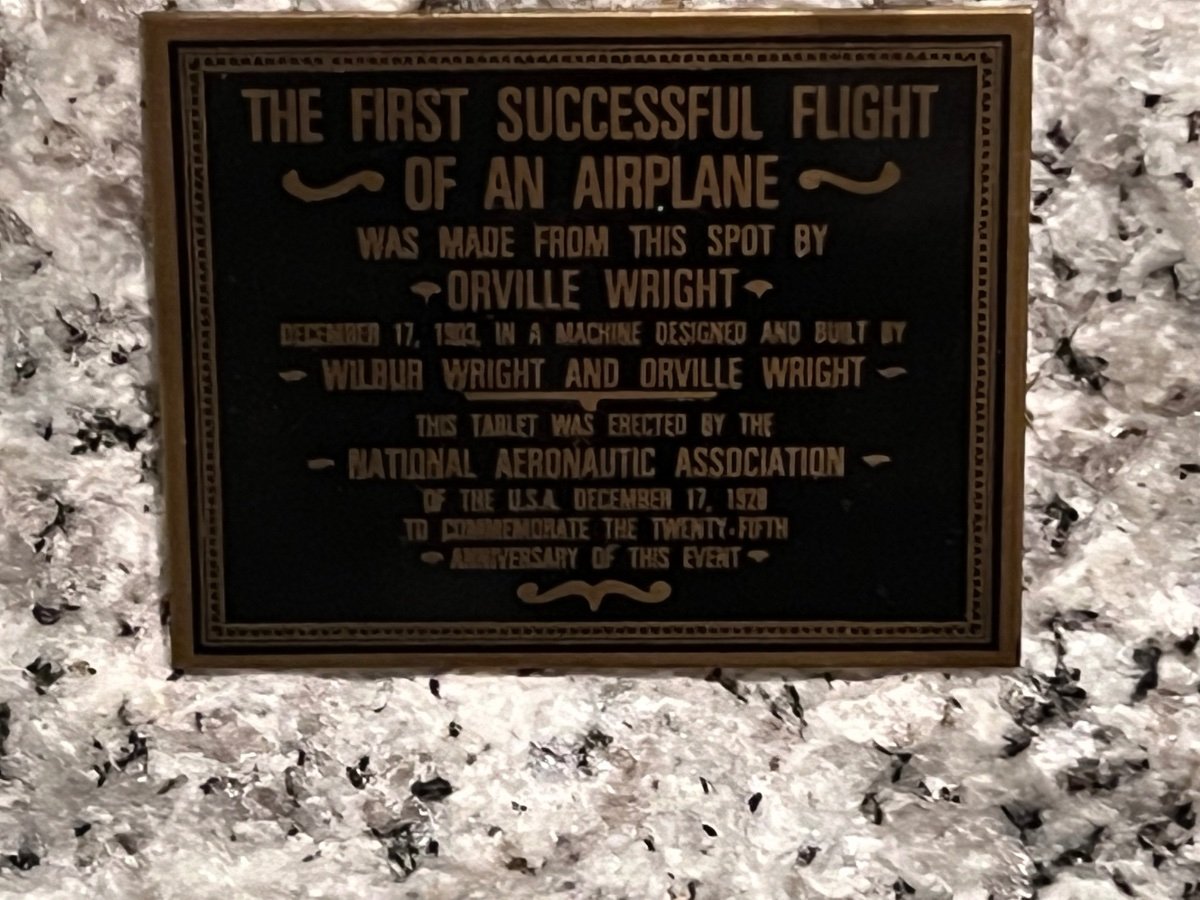 THE FIRST SUCCESSFUL FLIGHT
OF AN AIRPLANE
WAS MADE FROM THIS SPOT BY
ORVILLE WRIGHT
DECEMBER 17, 1903, IN A MACHINE DESIGNED AND BUILT BY
WILBUR WRIGHT AND ORVILLE WRIGHT
THIS TABLET WAS ERECTED BY THE
NATIONAL AERONAUTIC ASSOCIATION
OF THE U.S.A. DECEMBER 17, 1928
TO COMMEMORATE THE TWENTY-FIFTH
ANNIVERSARY OF THIS EVENT